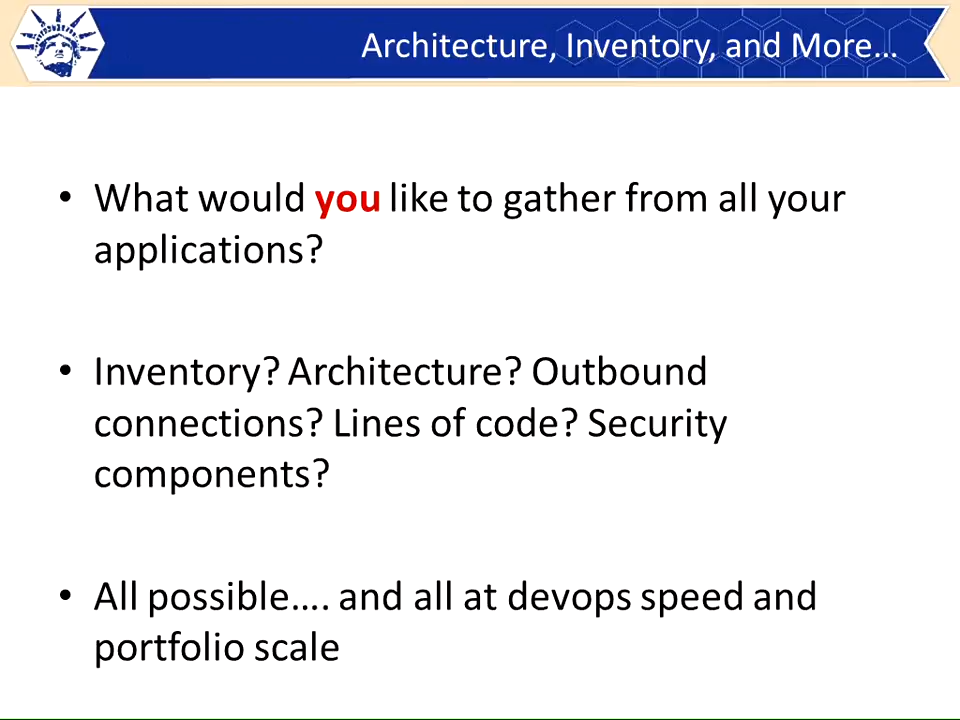 Architecture, Inventory, and More…
• What would you like to gather from all your
applications?
• Inventory? Architecture? Outbound
connections? Lines of code? Security
components?
• All possible…. and all at devops speed and
portfolio scale